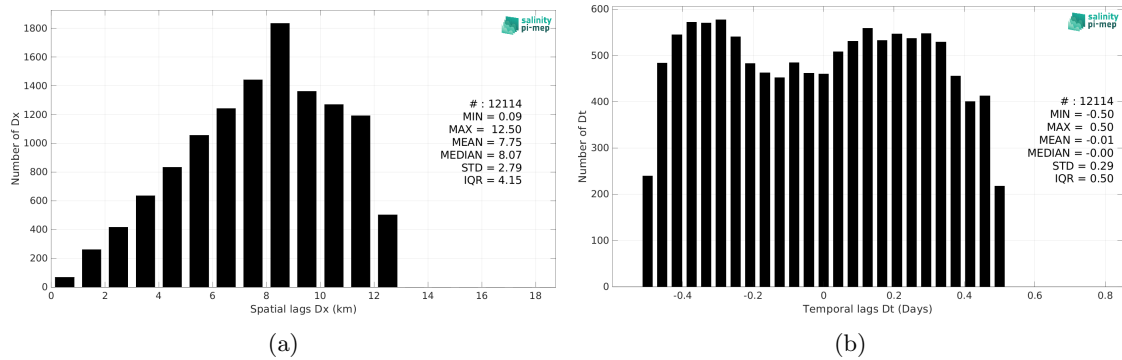 1800
1600
1400
1200
1000
800
600
400
200
0
Number of Dx
0 2 4 6 8 10 12 14 16 18
Spatial lags Dx (km)
salinity
pi-mep
# : 12114
MIN = 0.09
MAX = 12.50
MEAN = 7.75
MEDIAN = 8.07
STD = 2.79
IQR = 4.15
(a)
600
500
400
300
200
100
0
Number of Dt
-0.4 -0.2 0 0.2 0.4 0.6 0.8
Temporal lags Dt (Days)
salinity
pi-mep
# : 12114
MIN = -0.50
MAX = 0.50
MEAN = -0.01
MEDIAN = -0.00
STD = 0.29
IQR = 0.50
(b)